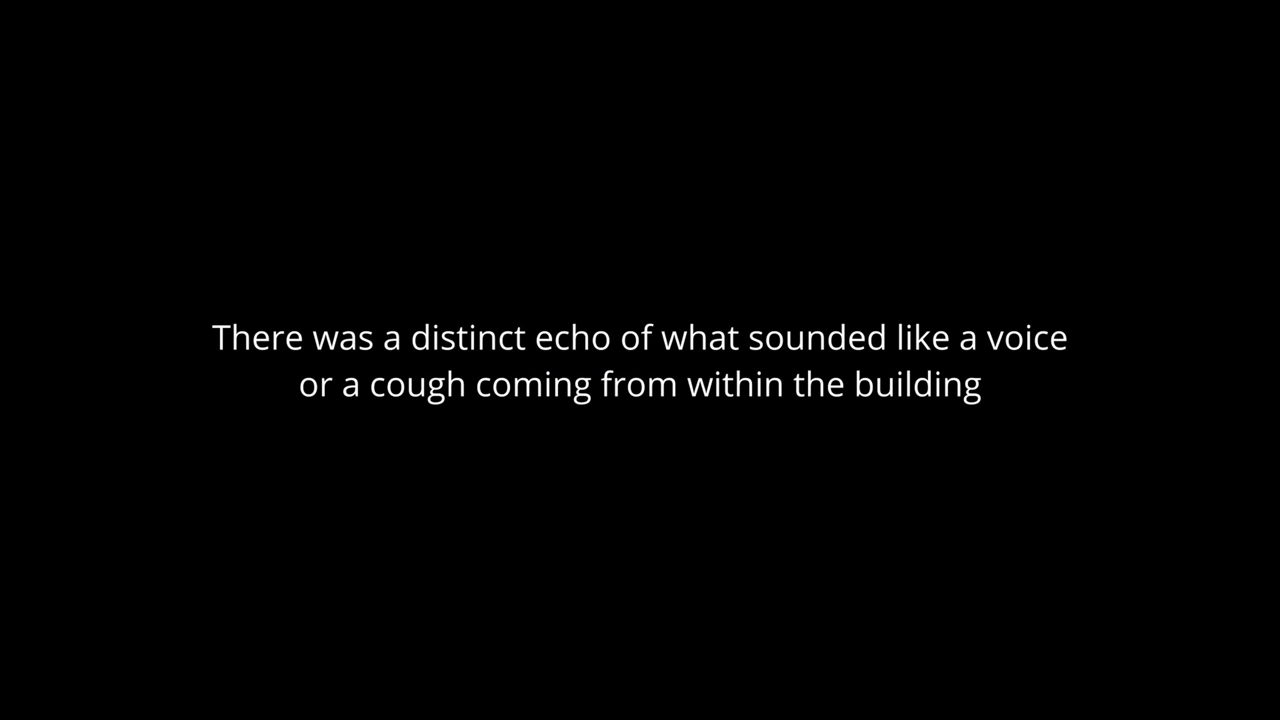 There was a distinct echo of what sounded like a voice
or a cough coming from within the building